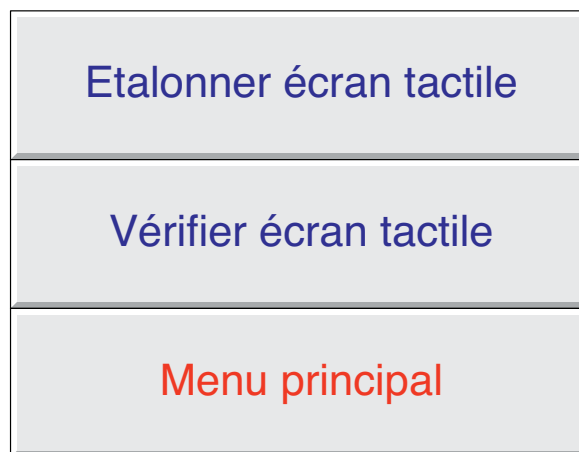 Etalonner écran tactile
Vérifier écran tactile
Menu principal